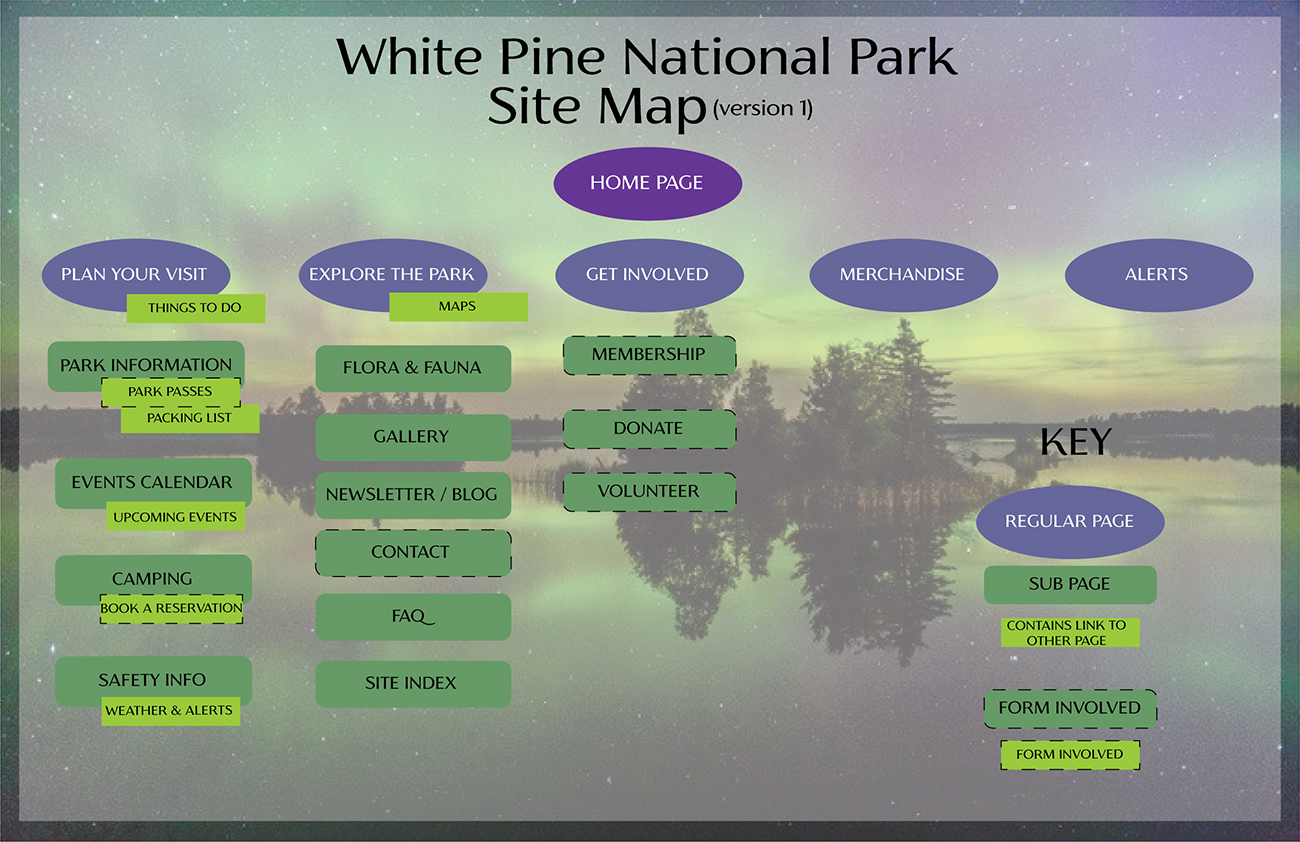 White Pine National Park
Site Map (version 1)
HOME PAGE
PLAN YOUR VISIT
THINGS TO DO
PARK INFORMATION
PARK PASSES
PACKING LIST
EVENTS CALENDAR
UPCOMING EVENTS
CAMPING
BOOK A RESERVATION
SAFETY INFO
WEATHER & ALERTS
EXPLORE THE PARK
MAPS
FLORA & FAUNA
GALLERY
NEWSLETTER / BLOG
CONTACT
FAQ
SITE INDEX
GET INVOLVED
MEMBERSHIP
DONATE
VOLUNTEER
MERCHANDISE
ALERTS
KEY
REGULAR PAGE
SUB PAGE
CONTAINS LINK TO
OTHER PAGE
FORM INVOLVED
FORM INVOLVED